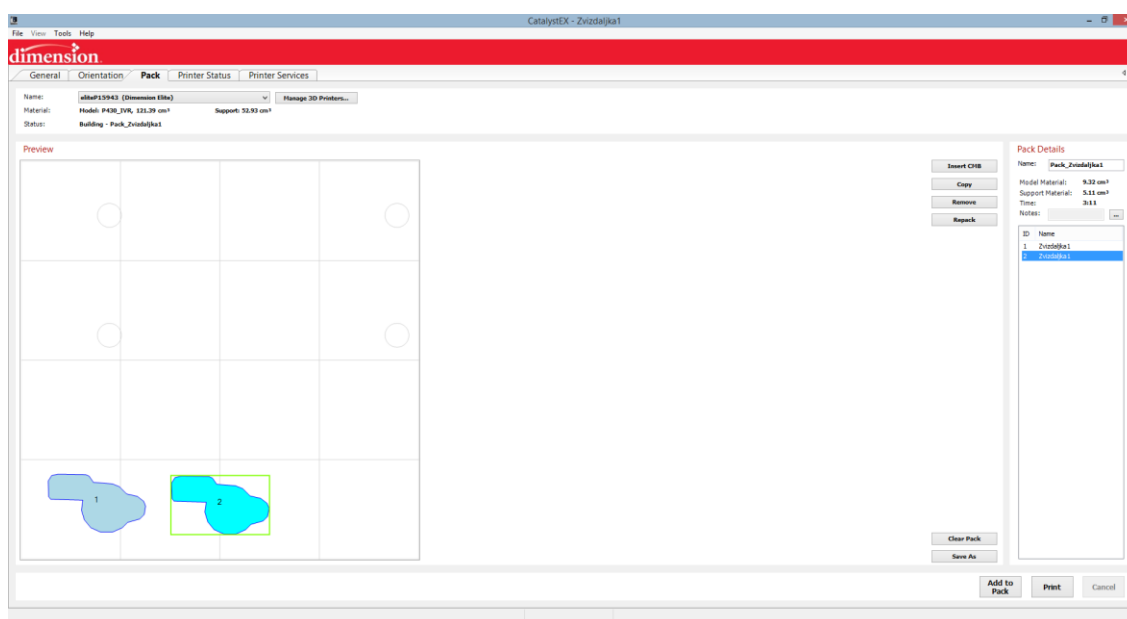 CatalystEX - Zvizdaljka1
File View Tools Help
dimension.
General Orientation Pack Printer Status Printer Services
Name: eliteP15943 (Dimension Elite) Manage 3D Printers...
Material: Model: P430_IVR, 121.39 cm³ Support: 52.93 cm³
Status: Building - Pack_Zvizdaljka1
Preview
Insert CMB
Copy
Remove
Repack
1
2
Clear Pack
Save As
Pack Details
Name: Pack_Zvizdaljka1
Model Material: 9.32 cm³
Support Material: 5.11 cm³
Time: 3:11
Notes: ...
ID Name
1 Zvizdaljka1
2 Zvizdaljka1
Add to
Pack
Print
Cancel